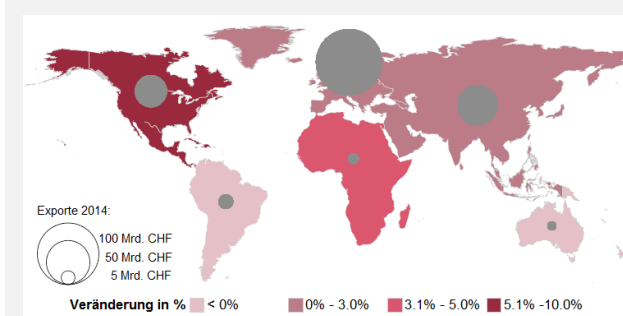 Exporte 2014:
100 Mrd. CHF
50 Mrd. CHF
5 Mrd. CHF
Veränderung in % < 0% 0% - 3.0% 3.1% - 5.0% 5.1% -10.0%